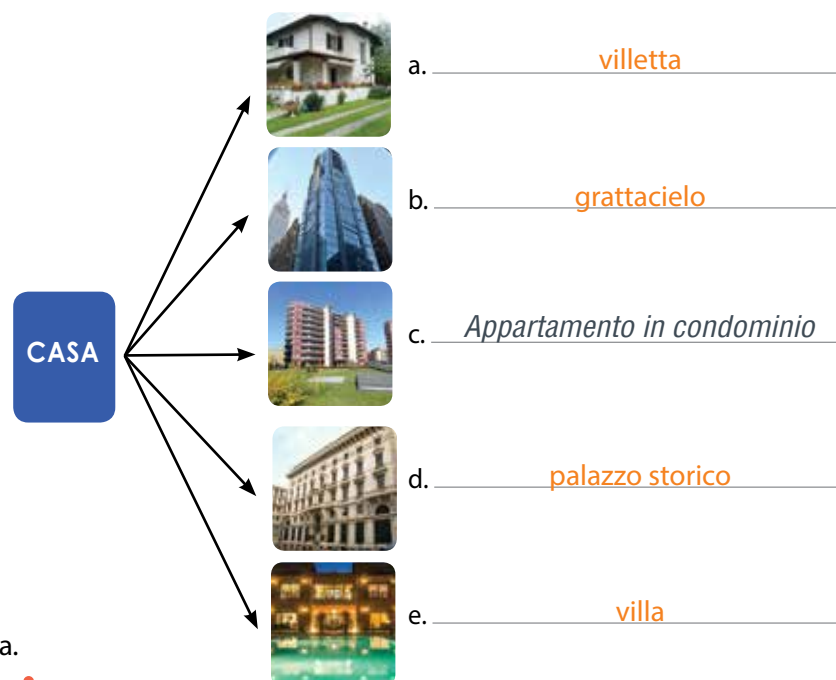 a. villetta
b. grattacielo
CASA
c. Appartamento in condominio
d. palazzo storico
e. villa
a.